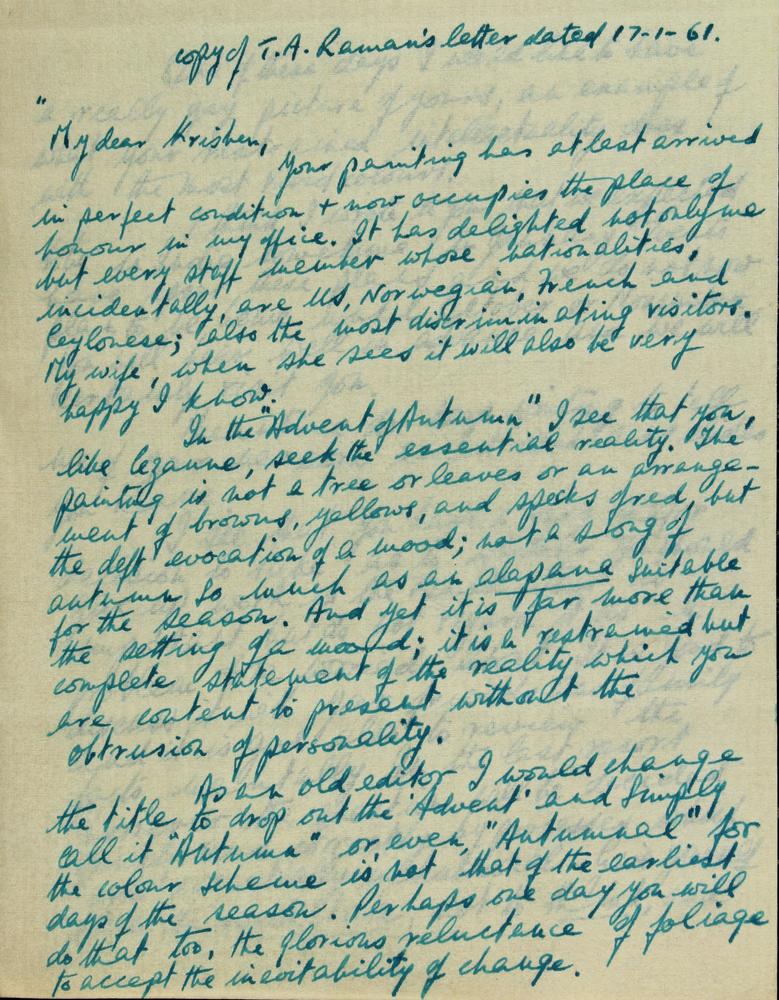 copy of T.A. Raman's letter dated 17-1-61.
"
My dear Krishen,
Your painting has at last arrived
in perfect condition + now occupies the place of
honour in my office. It has delighted not only me
but every staff member whose nationalities,
incidentally, are US, Norwegian, French and
Ceylonese; also the most discriminating visitors.
My wife, when she sees it will also be very
happy I know.
In the "Advent of Autumn" I see that you,
like Cezanne, seek the essential reality. The
painting is not a tree or leaves or an arrange-
ment of browns, yellows, and specks of red, but
the deft evocation of a mood; not a song of
autumn so much as an alapana suitable
for the season. And yet it is far more than
the setting of a mood; it is a restrained but
complete statement of the reality which you
are content to present without the
obtrusion of personality.
As an old editor I would change
the title to drop out the 'Advent' and simply
call it "Autumn" or even "Autumnal" for
the colour scheme is not that of the earliest
days of the season. Perhaps one day you will
do that too, the glorious reluctance of foliage
to accept the inevitability of change.